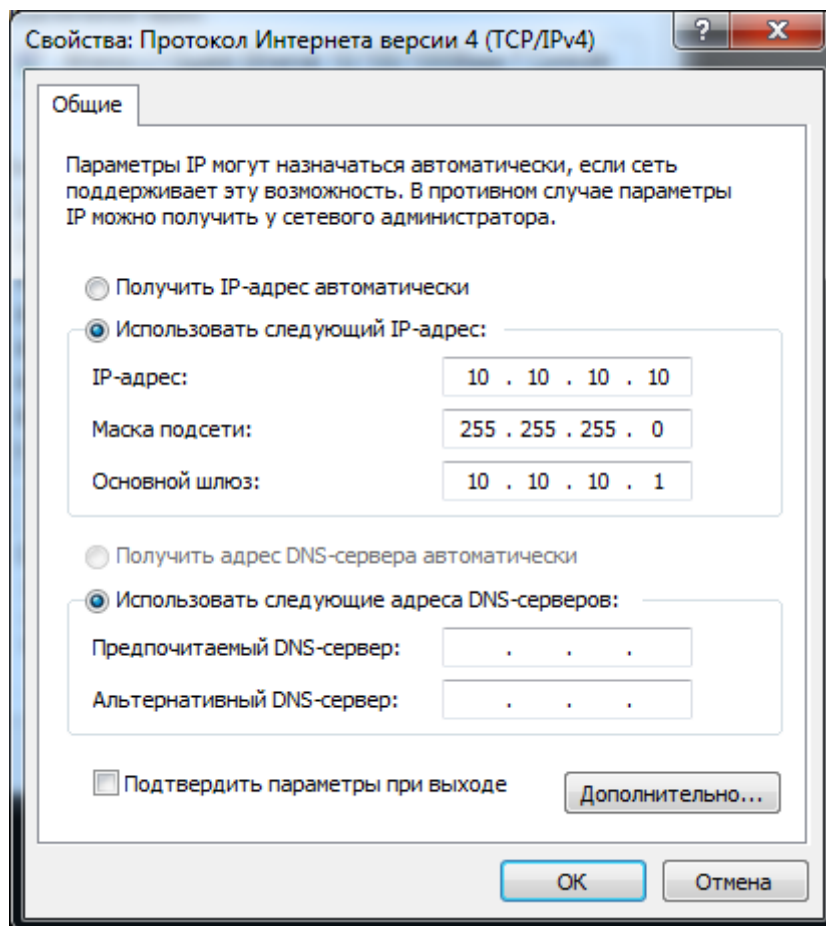 Свойства: Протокол Интернета версии 4 (TCP/IPv4)
Общие
Параметры IP могут назначаться автоматически, если сеть
поддерживает эту возможность. В противном случае параметры
IP можно получить у сетевого администратора.
Получить IP-адрес автоматически
Использовать следующий IP-адрес:
IP-адрес: 10 . 10 . 10 . 10
Маска подсети: 255 . 255 . 255 . 0
Основной шлюз: 10 . 10 . 10 . 1
Получить адрес DNS-сервера автоматически
Использовать следующие адреса DNS-серверов:
Предпочитаемый DNS-сервер: . . .
Альтернативный DNS-сервер: . . .
Подтвердить параметры при выходе
Дополнительно...
ОК Отмена